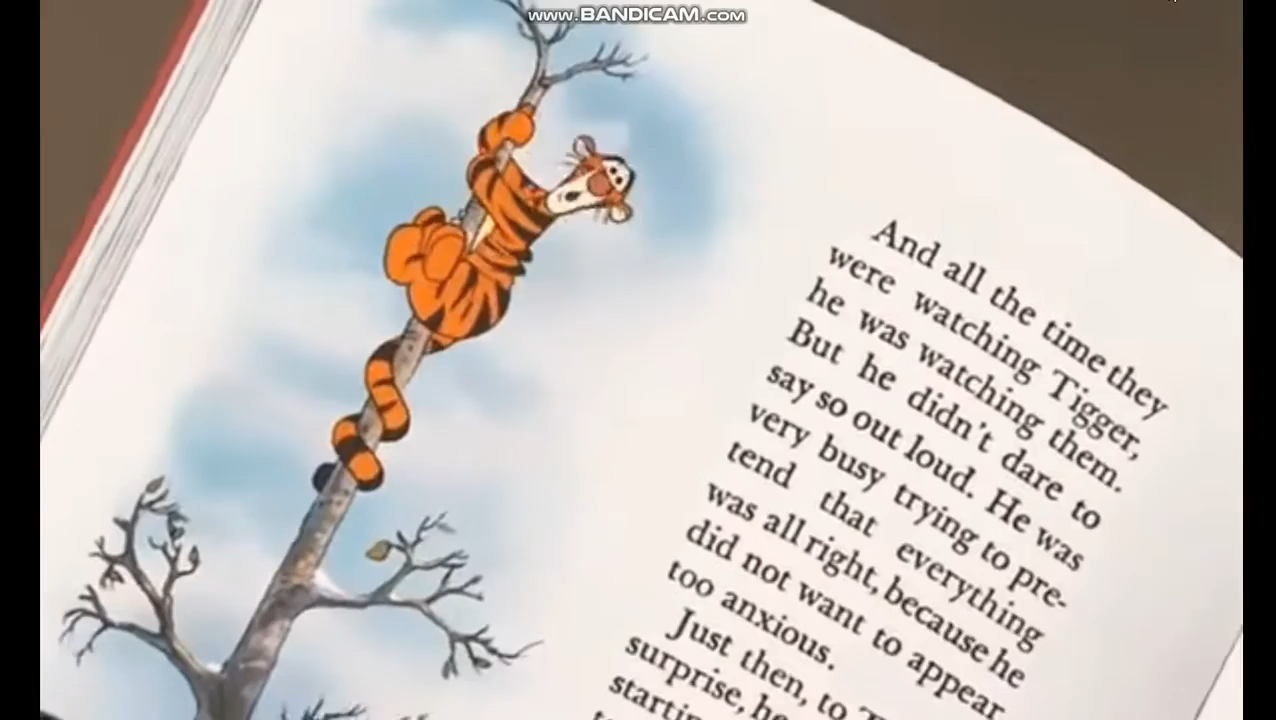 www.BANDICAM.com
And all the time they
were watching Tigger,
he was watching them.
But he didn't dare to
say so out loud. He was
very busy trying to pre-
tend that everything
was all right, because he
did not want to appear
too anxious.
Just then, to
surprise, he